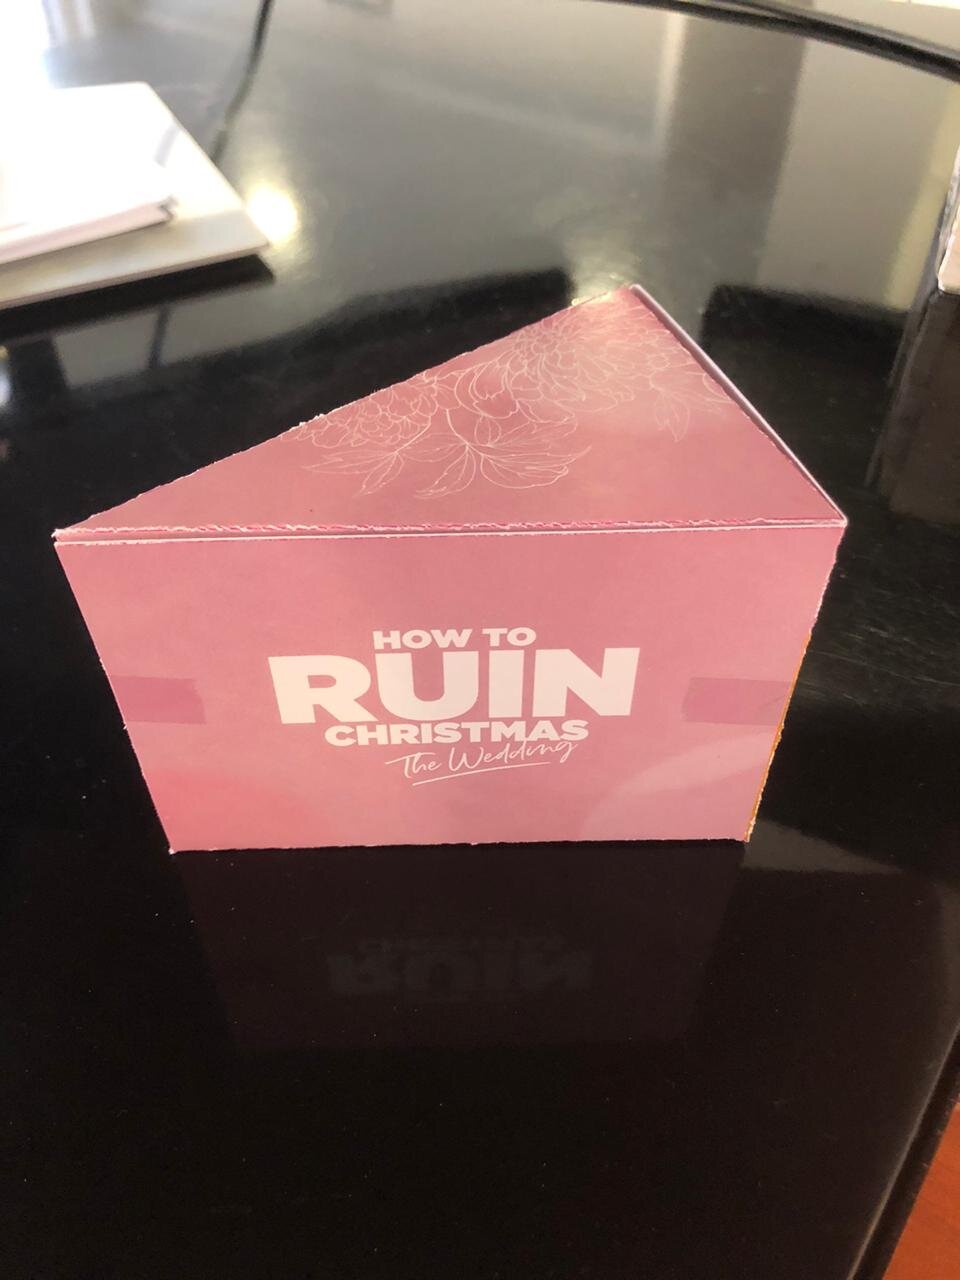 HOW TO
RUIN
CHRISTMAS
The Wedding